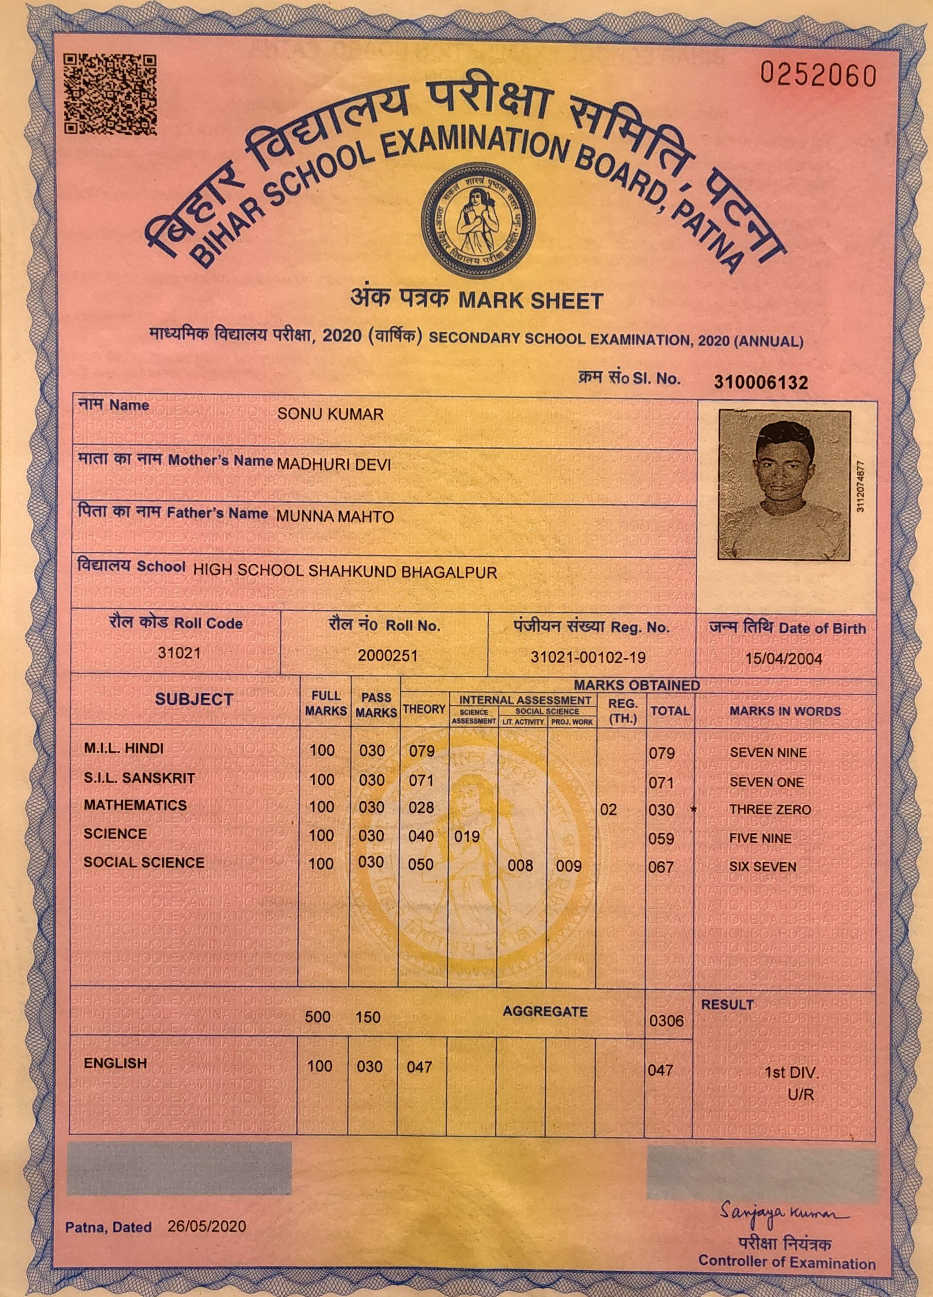 0252060
बिहार विद्यालय परीक्षा समिति, पटना
BIHAR SCHOOL EXAMINATION BOARD, PATNA
अंक पत्रक MARK SHEET
माध्यमिक विद्यालय परीक्षा, 2020 (वार्षिक) SECONDARY SCHOOL EXAMINATION, 2020 (ANNUAL)
क्रम सं० Sl. No. 310006132
नाम Name SONU KUMAR
माता का नाम Mother's Name MADHURI DEVI
3112074877
पिता का नाम Father's Name MUNNA MAHTO
विद्यालय School HIGH SCHOOL SHAHKUND BHAGALPUR
रौल कोड Roll Code रौल नं० Roll No. पंजीयन संख्या Reg. No. जन्म तिथि Date of Birth
31021 2000251 31021-00102-19 15/04/2004
MARKS OBTAINED
SUBJECT FULL MARKS PASS MARKS THEORY INTERNAL ASSESSMENT REG. (TH.) TOTAL MARKS IN WORDS
SCIENCE ASSESSMENT SOCIAL SCIENCE LIT. ACTIVITY PROJ. WORK
M.I.L. HINDI 100 030 079 079 SEVEN NINE
S.I.L. SANSKRIT 100 030 071 071 SEVEN ONE
MATHEMATICS 100 030 028 02 030 * THREE ZERO
SCIENCE 100 030 040 019 059 FIVE NINE
SOCIAL SCIENCE 100 030 050 008 009 067 SIX SEVEN
500 150 AGGREGATE 0306 RESULT
ENGLISH 100 030 047 047 1st DIV.
U/R
Patna, Dated 26/05/2020
Sanjaya Kumar
परीक्षा नियंत्रक
Controller of Examination